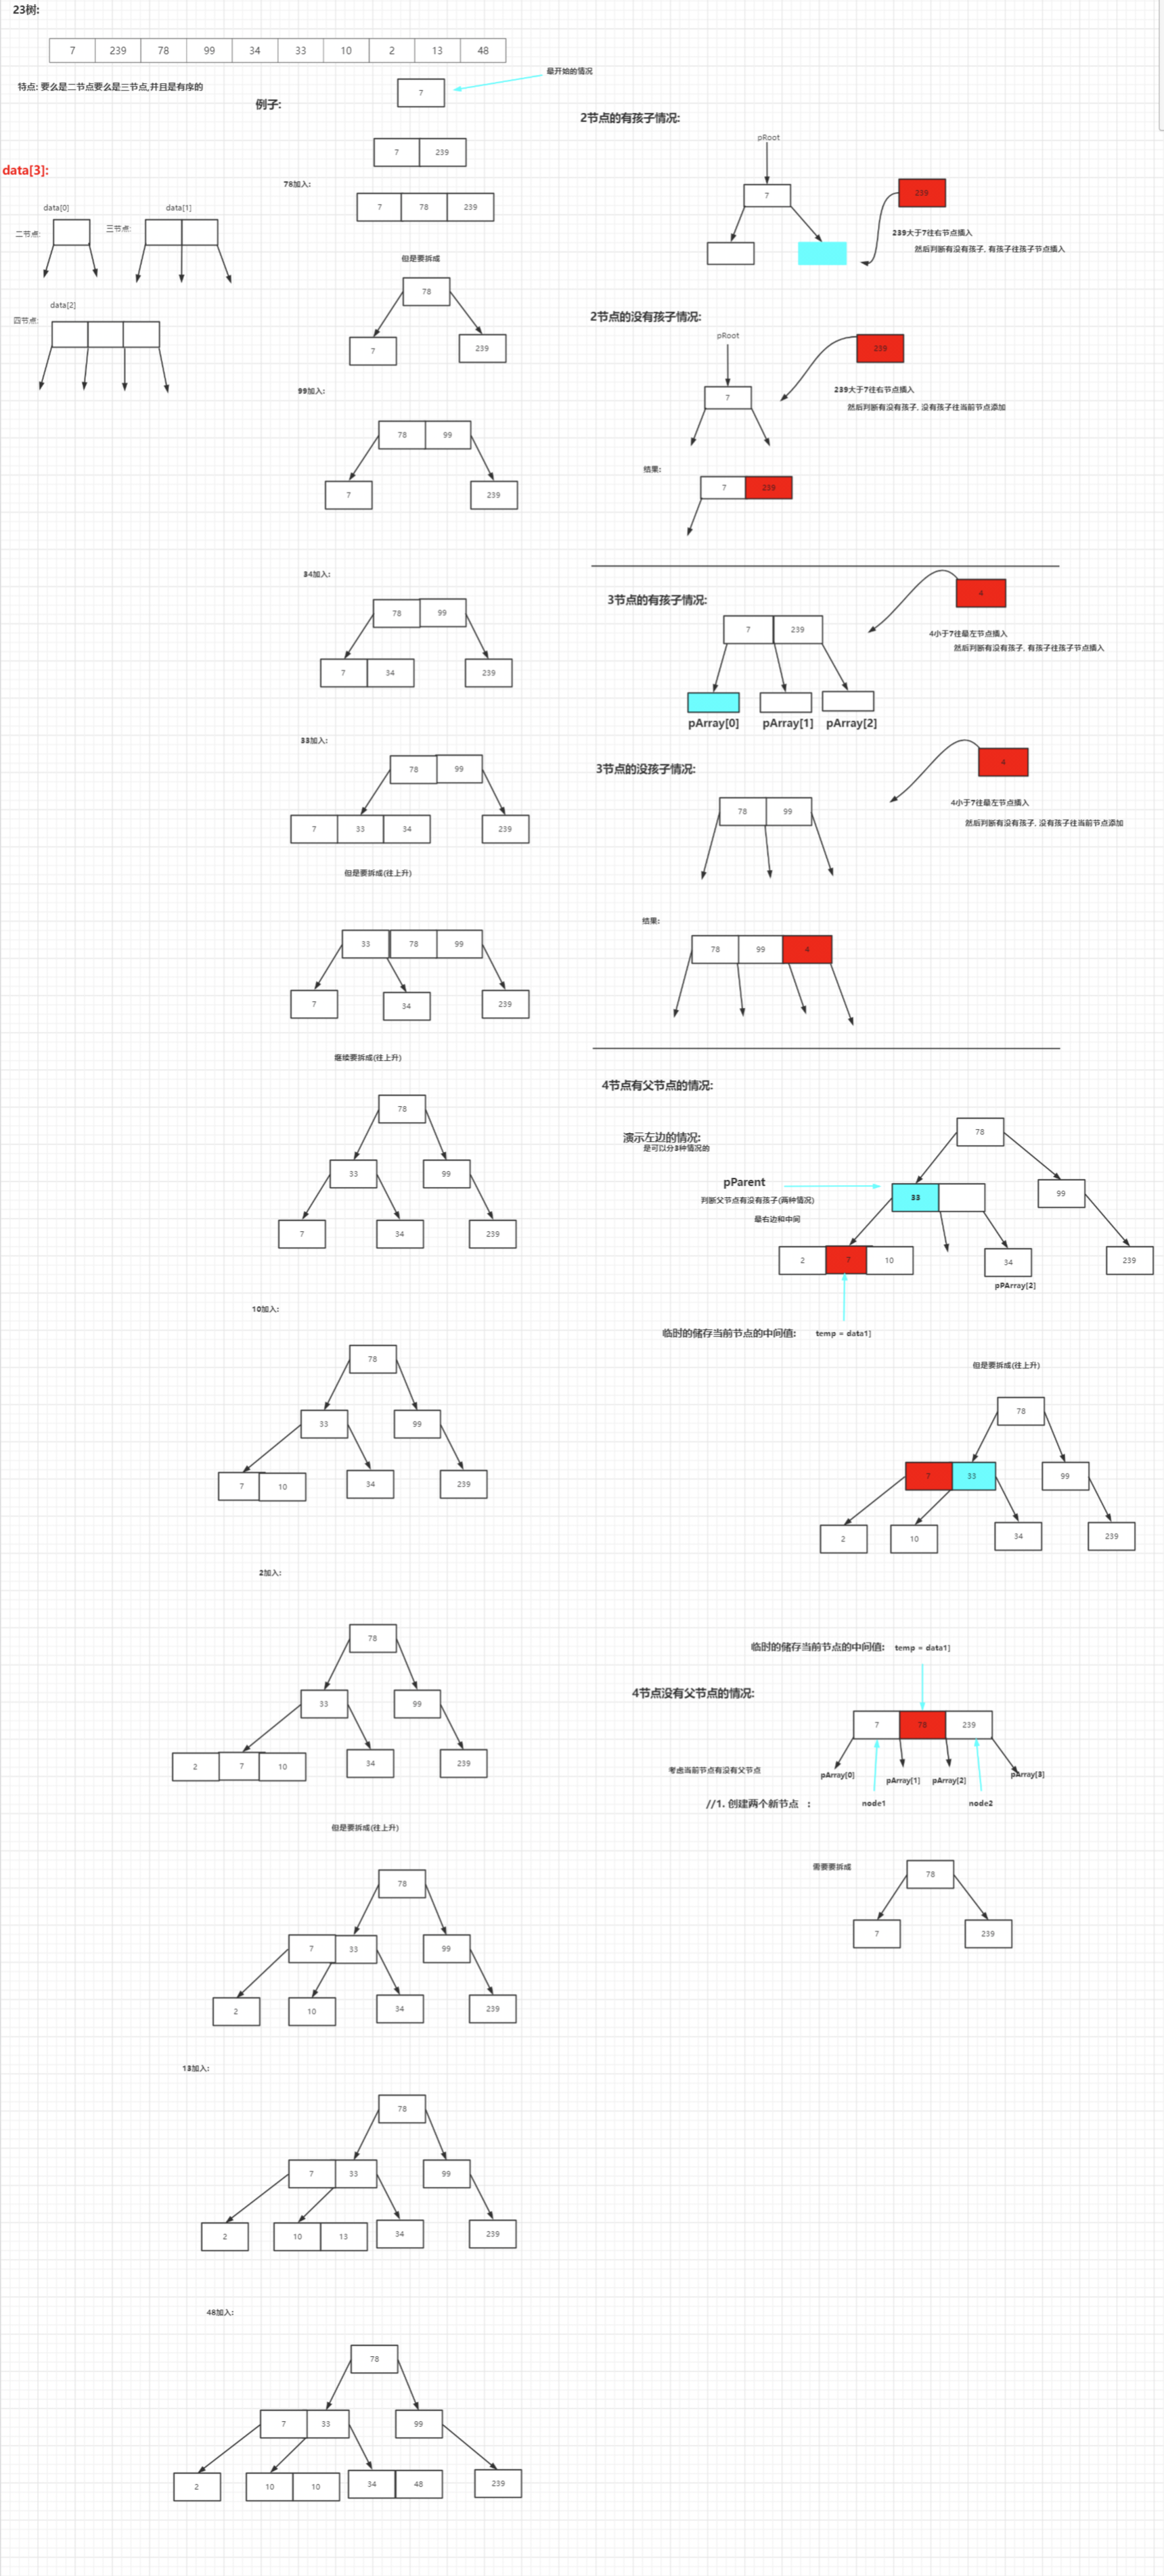 23树:
7 239 78 99 34 33 10 2 13 48
特点: 要么是二节点要么是三节点,并且是有序的
例子:
7
最开始的情况
7 239
data[3]:
data[0]
data[1]
二节点:
三节点:
data[2]
四节点:
78加入:
7 78 239
但是要拆成
78
7 239
99加入:
78 99
7 239
34加入:
78 99
7 34 239
33加入:
78 99
7 33 34 239
但是要拆成(往上升)
33 78 99
7 34 239
继续要拆成(往上升)
78
33 99
7 34 239
10加入:
78
33 99
7 10 34 239
2加入:
78
33 99
2 7 10 34 239
但是要拆成(往上升)
78
7 33 99
2 10 34 239
13加入:
78
7 33 99
2 10 13 34 239
48加入:
78
7 33 99
2 10 10 34 48 239
2节点的有孩子情况:
pRoot
7
239
239大于7往右节点插入
然后判断有没有孩子, 有孩子往孩子节点插入
2节点的没有孩子情况:
pRoot
239
7
239大于7往右节点插入
然后判断有没有孩子, 没有孩子往当前节点添加
结果:
7 239
3节点的有孩子情况:
4
7 239
4小于7往最左节点插入
然后判断有没有孩子, 有孩子往孩子节点插入
pArray[0] pArray[1] pArray[2]
3节点的没孩子情况:
4
78 99
4小于7往最左节点插入
然后判断有没有孩子, 没有孩子往当前节点添加
结果:
78 99 4
4节点有父节点的情况:
演示左边的情况:
是可以分3种情况的
78
pParent
判断父节点有没有孩子(两种情况)
最右边和中间
33 99
2 7 10 34 239
pPArray[2]
临时的储存当前节点的中间值: temp = data1]
但是要拆成(往上升)
78
7 33 99
2 10 34 239
临时的储存当前节点的中间值: temp = data1]
4节点没有父节点的情况:
7 78 239
考虑当前节点有没有父节点
pArray[0] pArray[1] pArray[2] pArray[3]
//1. 创建两个新节点 :
node1 node2
需要要拆成
78
7 239